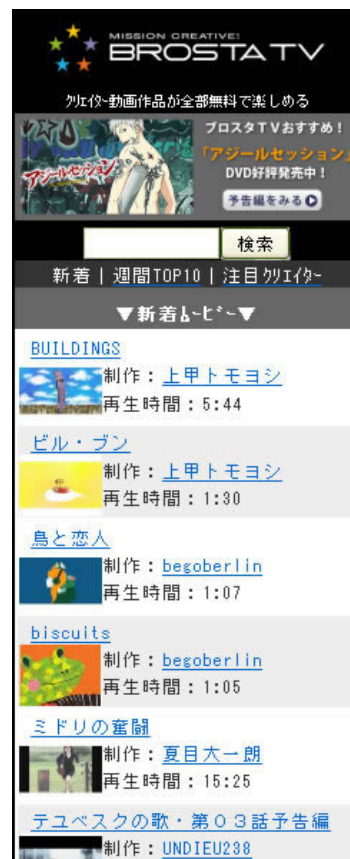 MISSION CREATIVE!
BROSTA TV
ｸﾘｴｲﾀｰ動画作品が全部無料で楽しめる
ブロスタＴＶおすすめ！
「アジールセッション」
DVD好評発売中！
予告編をみる
アジールセッション
検索
新着 | 週間TOP10 | 注目ｸﾘｴｲﾀｰ
▼新着ﾑｰﾋﾞｰ▼
BUILDINGS
制作：上甲トモヨシ
再生時間：5:44
ビル・ブン
制作：上甲トモヨシ
再生時間：1:30
鳥と恋人
制作：begoberlin
再生時間：1:07
biscuits
制作：begoberlin
再生時間：1:05
ミドリの奮闘
制作：夏目大一朗
再生時間：15:25
テユベスクの歌・第０３話予告編
制作：UNDIEU238